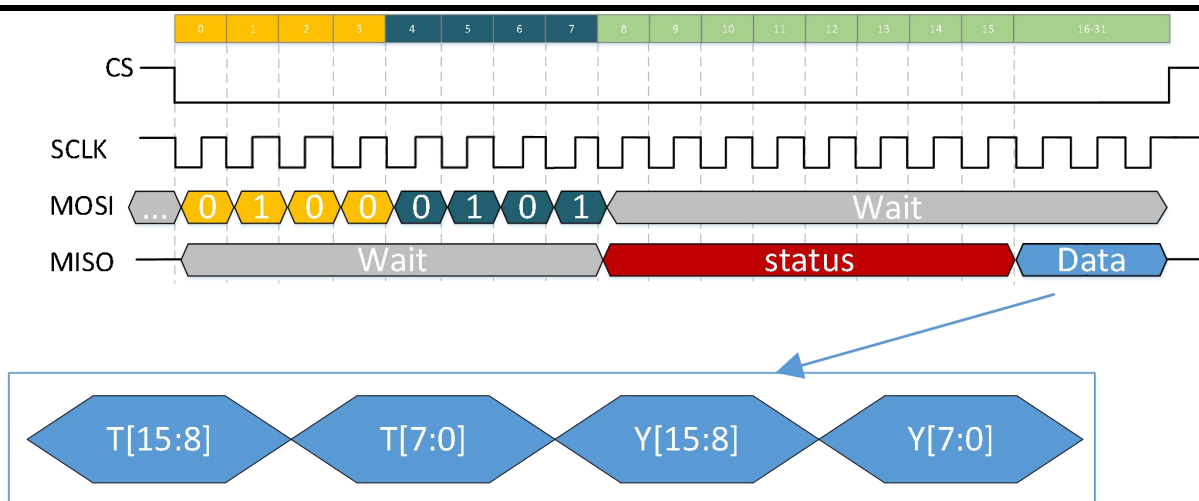 0 1 2 3 4 5 6 7 8 9 10 11 12 13 14 15 16-31
CS
SCLK
MOSI ... 0 1 0 0 0 1 0 1 Wait
MISO Wait status Data
T[15:8] T[7:0] Y[15:8] Y[7:0]